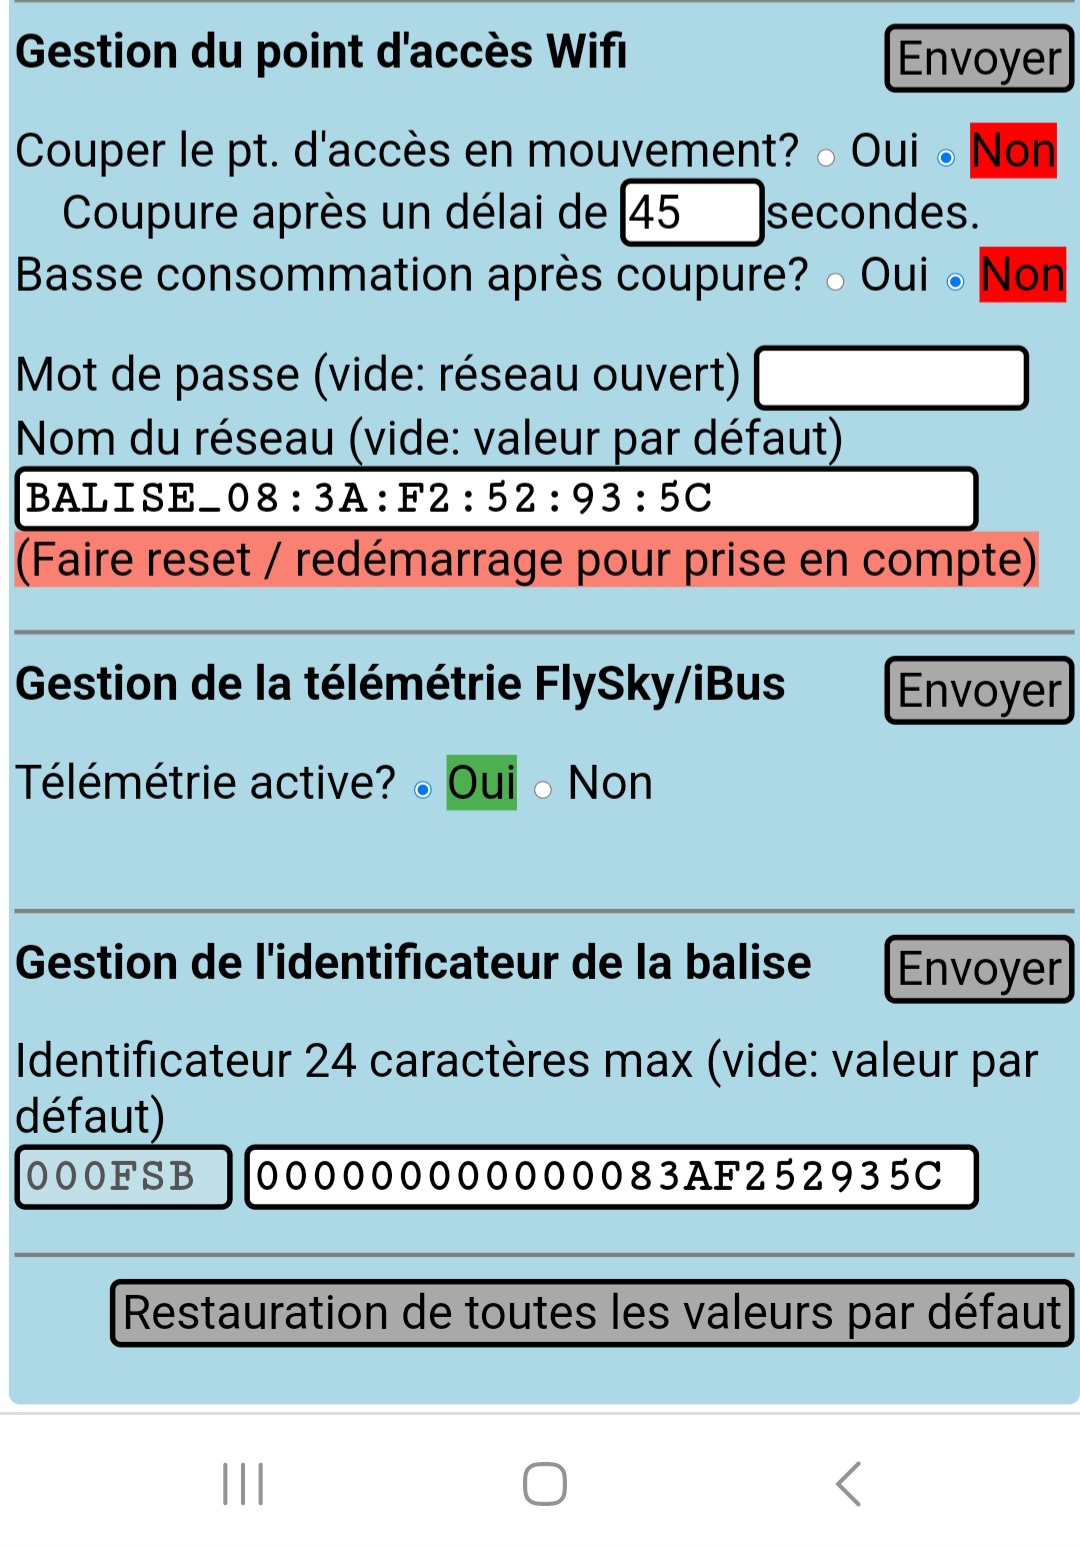 Gestion du point d'accès Wifi Envoyer
Couper le pt. d'accès en mouvement? Oui Non
Coupure après un délai de 45 secondes.
Basse consommation après coupure? Oui Non
Mot de passe (vide: réseau ouvert)
Nom du réseau (vide: valeur par défaut)
BALISE_08:3A:F2:52:93:5C
(Faire reset / redémarrage pour prise en compte)
Gestion de la télémétrie FlySky/iBus Envoyer
Télémétrie active? Oui Non
Gestion de l'identificateur de la balise Envoyer
Identificateur 24 caractères max (vide: valeur par
défaut)
000FSB 000000000000083AF252935C
Restauration de toutes les valeurs par défaut